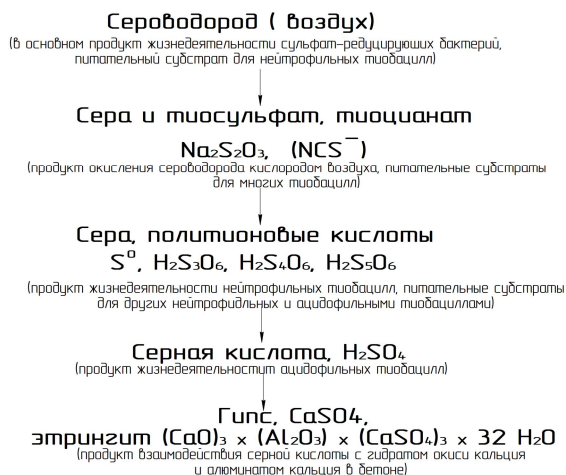 Сероводород ( воздух)
(в основном продукт жизнедеятельности сульфат-редуцируюших бактерий,
питательный субстрат для нейтрофильных тиобацилл)
Сера и тиосульфат, тиоцианат
Na₂S₂O₃, (NCS⁻)
(продукт окисления сероводорода кислородом воздуха, питательные субстраты
для многих тиобацилл)
Сера, политионовые кислоты
S⁰, H₂S₃O₆, H₂S₄O₆, H₂S₅O₆
(продукт жизнедеятельности нейтрофильных тиобацилл, питательные субстраты
для других нейтрофидльных и ацидофильными тиобациллами)
Серная кислота, H₂SO₄
(продукт жизнедеятельностит ацидофильных тиобацилл)
Гипс, CaSO4,
этрингит (CaO)₃ x (Al₂O₃) x (CaSO₄)₃ x 32 H₂O
(продукт взаимодействия серной кислоты с гидратом окиси кальция
и алюминатом кальция в бетоне)